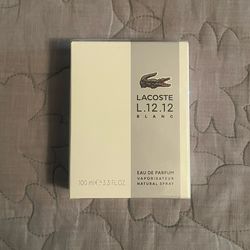 LACOSTE
L.12.12
BLANC
EAU DE PARFUM
VAPORISATEUR
NATURAL SPRAY
100 ml ℮ 3.3 FL.OZ.